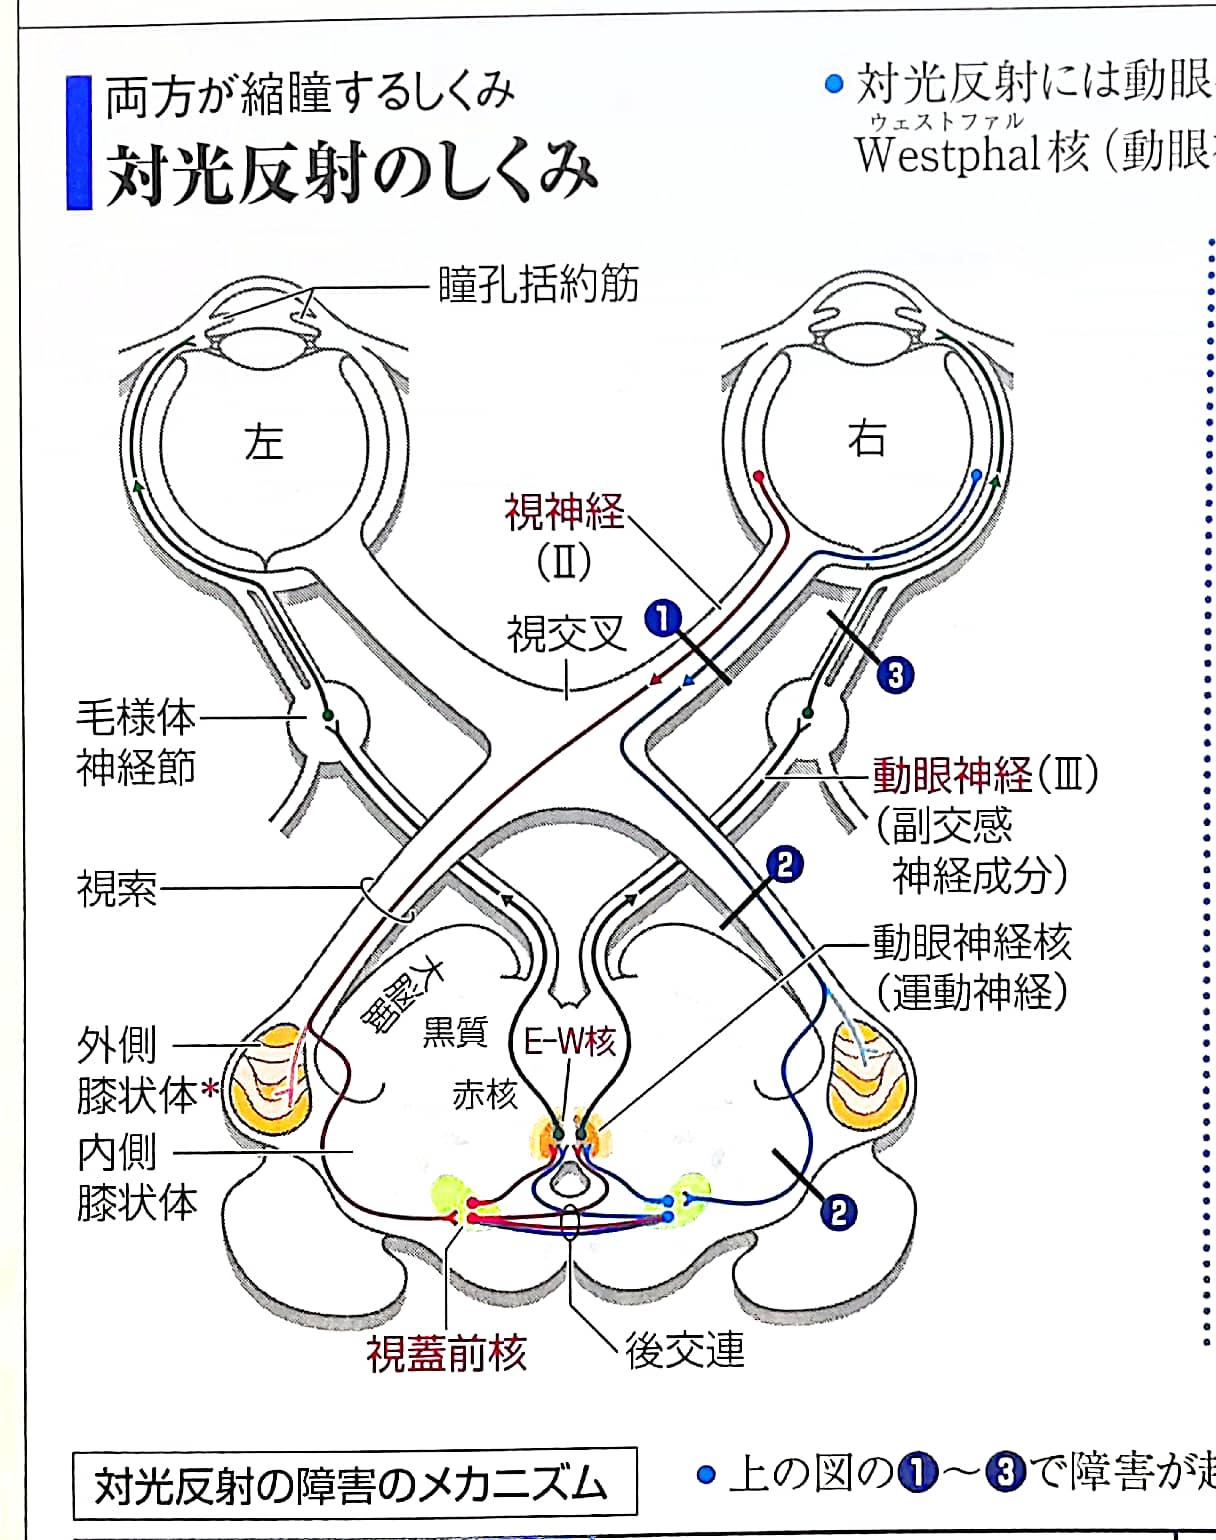 両方が縮瞳するしくみ
対光反射のしくみ
対光反射には動眼
ウェストファル
Westphal核（動眼
瞳孔括約筋
左
右
視神経
（Ⅱ）
視交叉
1
3
毛様体
神経節
動眼神経（Ⅲ）
（副交感
神経成分）
2
視索
動眼神経核
（運動神経）
大脳脚
黒質
E-W核
赤核
外側
膝状体*
内側
膝状体
2
視蓋前核
後交連
対光反射の障害のメカニズム
上の図の1～3で障害が起